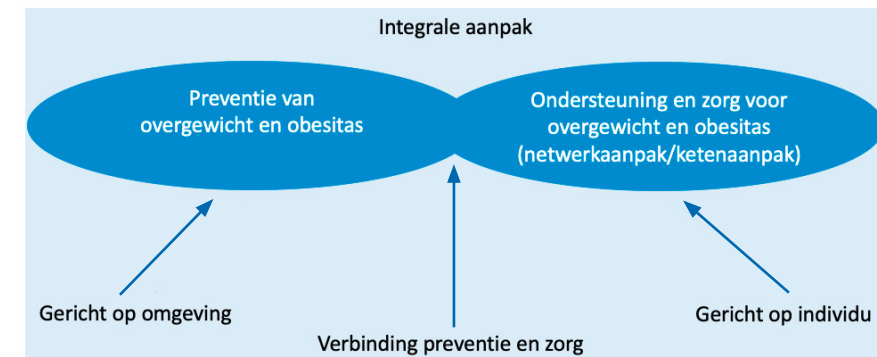 Integrale aanpak
Preventie van
overgewicht en obesitas
Ondersteuning en zorg voor
overgewicht en obesitas
(netwerkaanpak/ketenaanpak)
Gericht op omgeving
Verbinding preventie en zorg
Gericht op individu